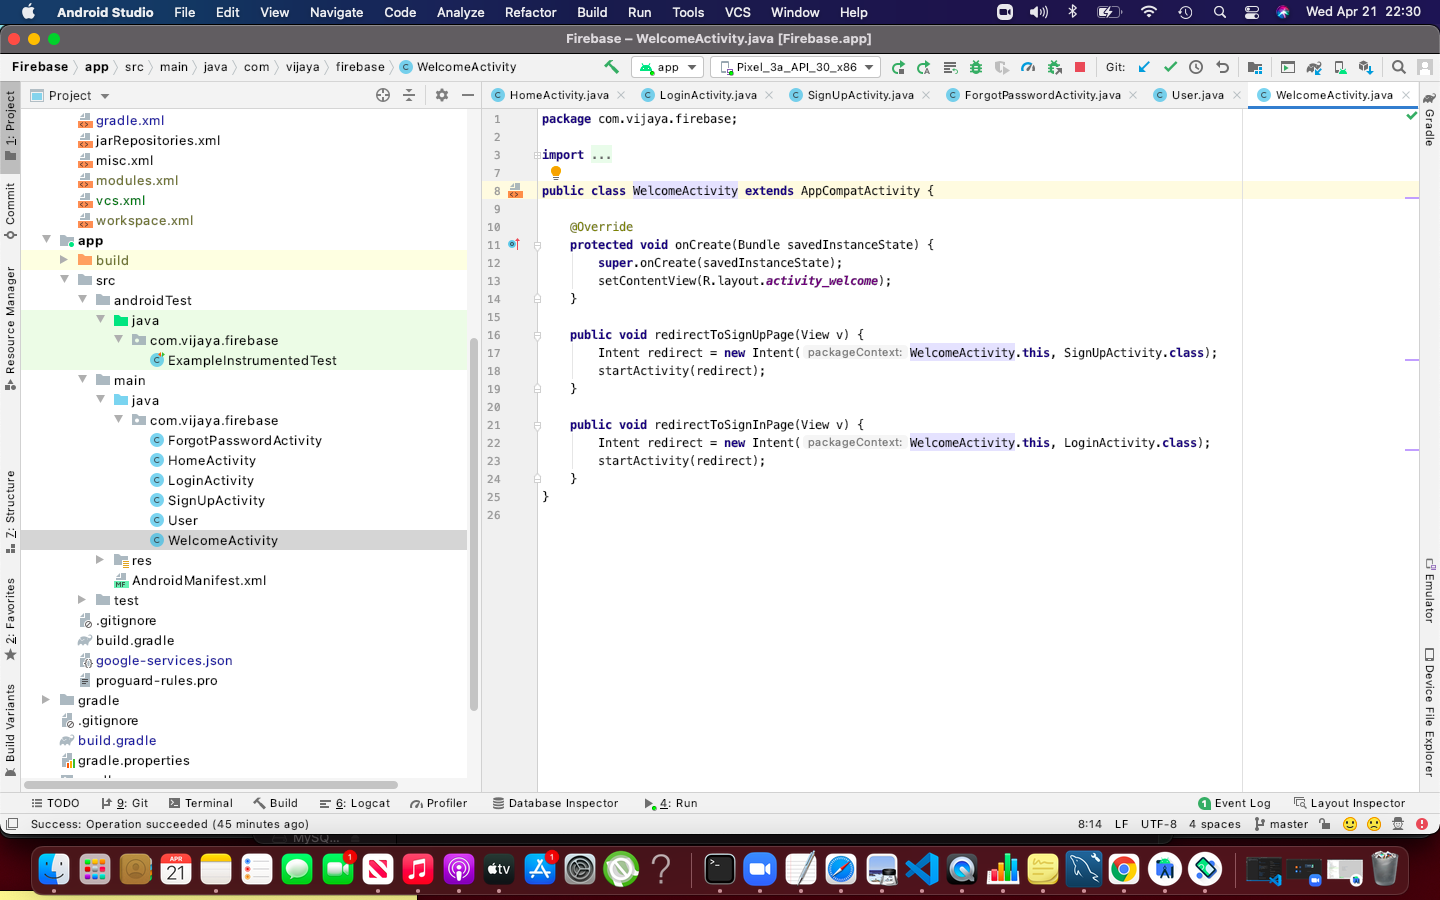 Android Studio File Edit View Navigate Code Analyze Refactor Build Run Tools VCS Window Help Wed Apr 21 22:30
Firebase – WelcomeActivity.java [Firebase.app]
Firebase app src main java com vijaya firebase WelcomeActivity app Pixel_3a_API_30_x86 Git:
Project
HomeActivity.java LoginActivity.java SignUpActivity.java ForgotPasswordActivity.java User.java WelcomeActivity.java
1: Project
Commit
Resource Manager
Z: Structure
2: Favorites
Build Variants
gradle.xml
jarRepositories.xml
misc.xml
modules.xml
vcs.xml
workspace.xml
app
build
src
androidTest
java
com.vijaya.firebase
ExampleInstrumentedTest
main
java
com.vijaya.firebase
ForgotPasswordActivity
HomeActivity
LoginActivity
SignUpActivity
User
WelcomeActivity
res
AndroidManifest.xml
test
.gitignore
build.gradle
google-services.json
proguard-rules.pro
gradle
.gitignore
build.gradle
gradle.properties
1 package com.vijaya.firebase;
2
3 import ...
7
8 public class WelcomeActivity extends AppCompatActivity {
9
10 @Override
11 protected void onCreate(Bundle savedInstanceState) {
12 super.onCreate(savedInstanceState);
13 setContentView(R.layout.activity_welcome);
14 }
15
16 public void redirectToSignUpPage(View v) {
17 Intent redirect = new Intent( packageContext: WelcomeActivity.this, SignUpActivity.class);
18 startActivity(redirect);
19 }
20
21 public void redirectToSignInPage(View v) {
22 Intent redirect = new Intent( packageContext: WelcomeActivity.this, LoginActivity.class);
23 startActivity(redirect);
24 }
25 }
26
Gradle
Emulator
Device File Explorer
TODO 9: Git Terminal Build 6: Logcat Profiler Database Inspector 4: Run 1 Event Log Layout Inspector
Success: Operation succeeded (45 minutes ago) 8:14 LF UTF-8 4 spaces master
MySQ...
APR
21
1
tv
1